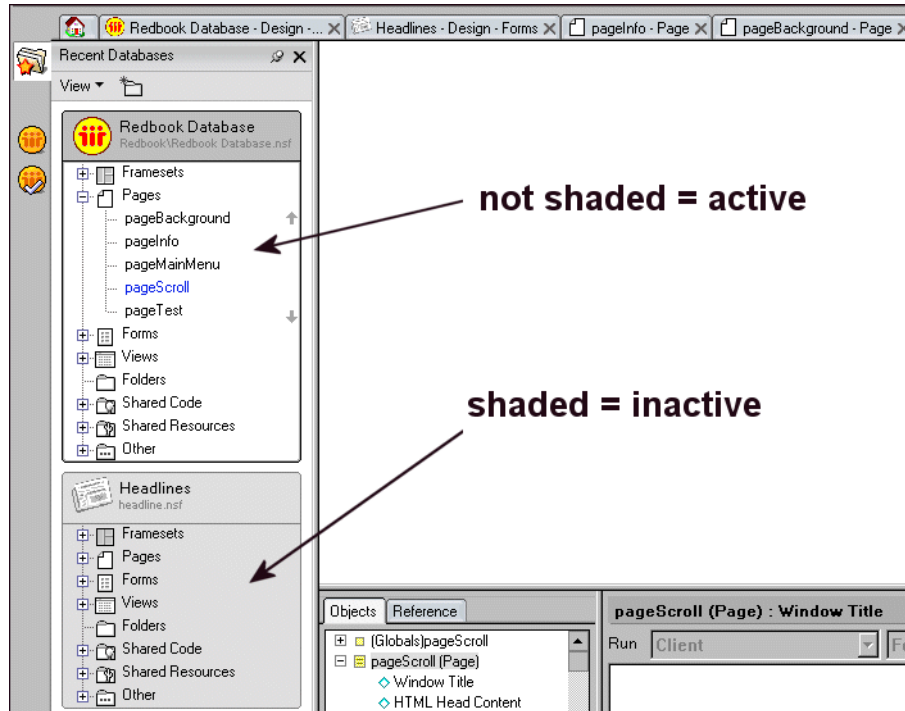 Redbook Database - Design -... Headlines - Design - Forms pageInfo - Page pageBackground - Page
Recent Databases
View
Redbook Database
Redbook\Redbook Database.nsf
Framesets
Pages
pageBackground
pageInfo
pageMainMenu
pageScroll
pageTest
Forms
Views
Folders
Shared Code
Shared Resources
Other
not shaded = active
shaded = inactive
Headlines
headline.nsf
Framesets
Pages
Forms
Views
Folders
Shared Code
Shared Resources
Other
Objects Reference
(Globals)pageScroll
pageScroll (Page)
Window Title
HTML Head Content
pageScroll (Page) : Window Title
Run Client